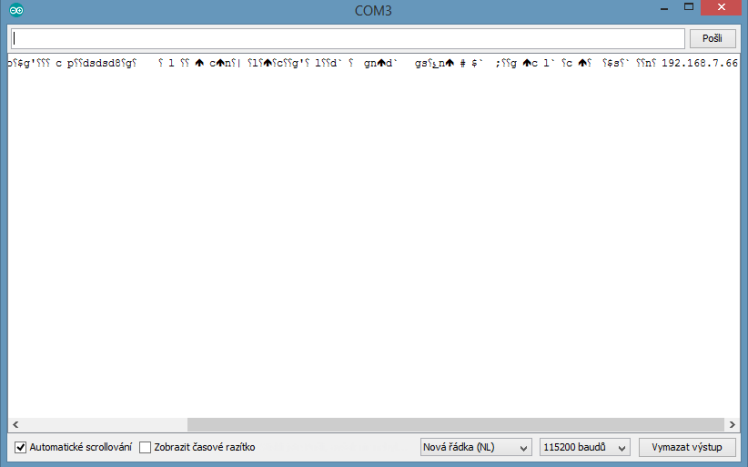 COM3
Pošli
192.168.7.66
Automatické scrollování
Zobrazit časové razítko
Nová řádka (NL)
115200 baudů
Vymazat výstup